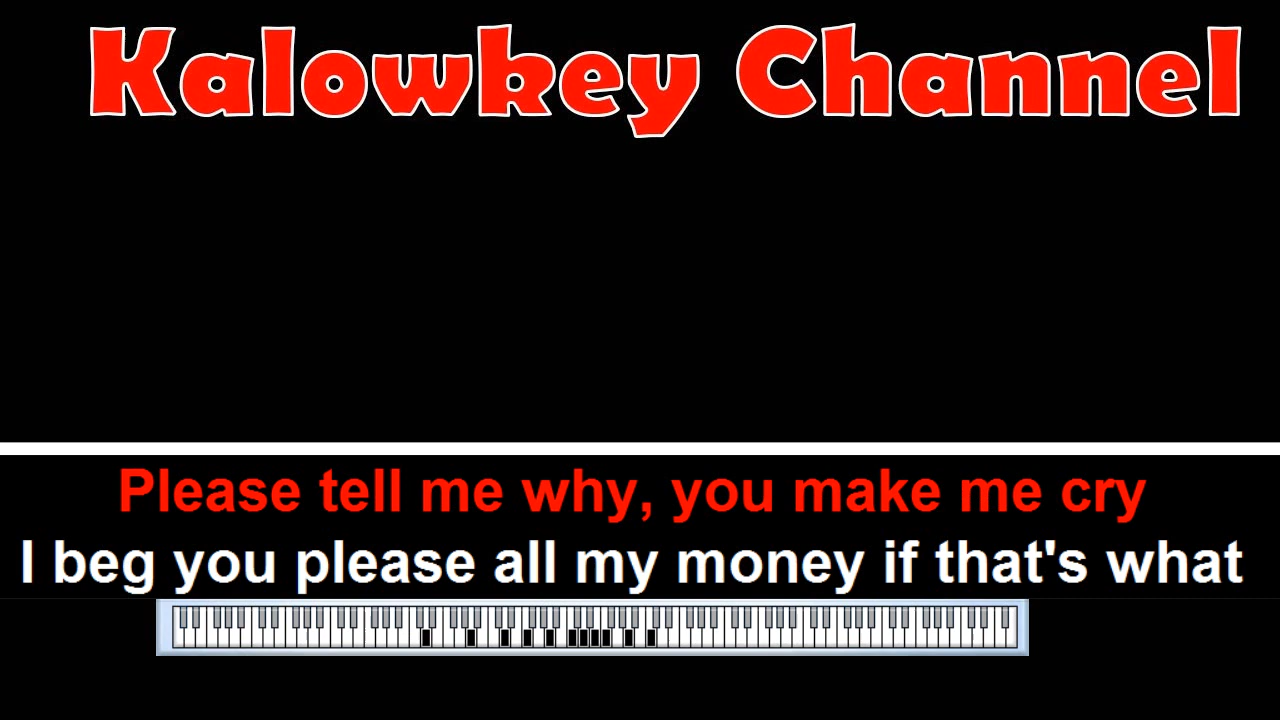 Kalowkey Channel
Please tell me why, you make me cry
I beg you please all my money if that's what